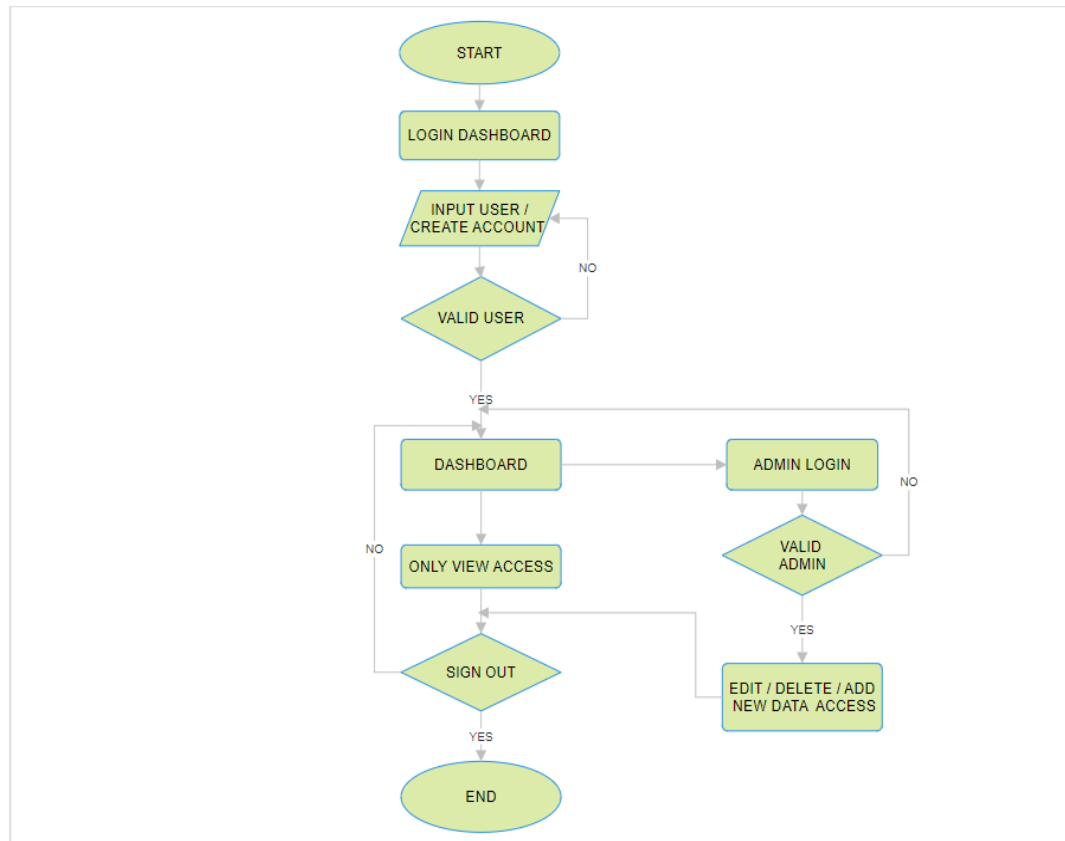 START
LOGIN DASHBOARD
INPUT USER /
CREATE ACCOUNT
NO
VALID USER
YES
DASHBOARD
ADMIN LOGIN
NO
NO
VALID
ADMIN
ONLY VIEW ACCESS
YES
SIGN OUT
EDIT / DELETE / ADD
NEW DATA ACCESS
YES
END